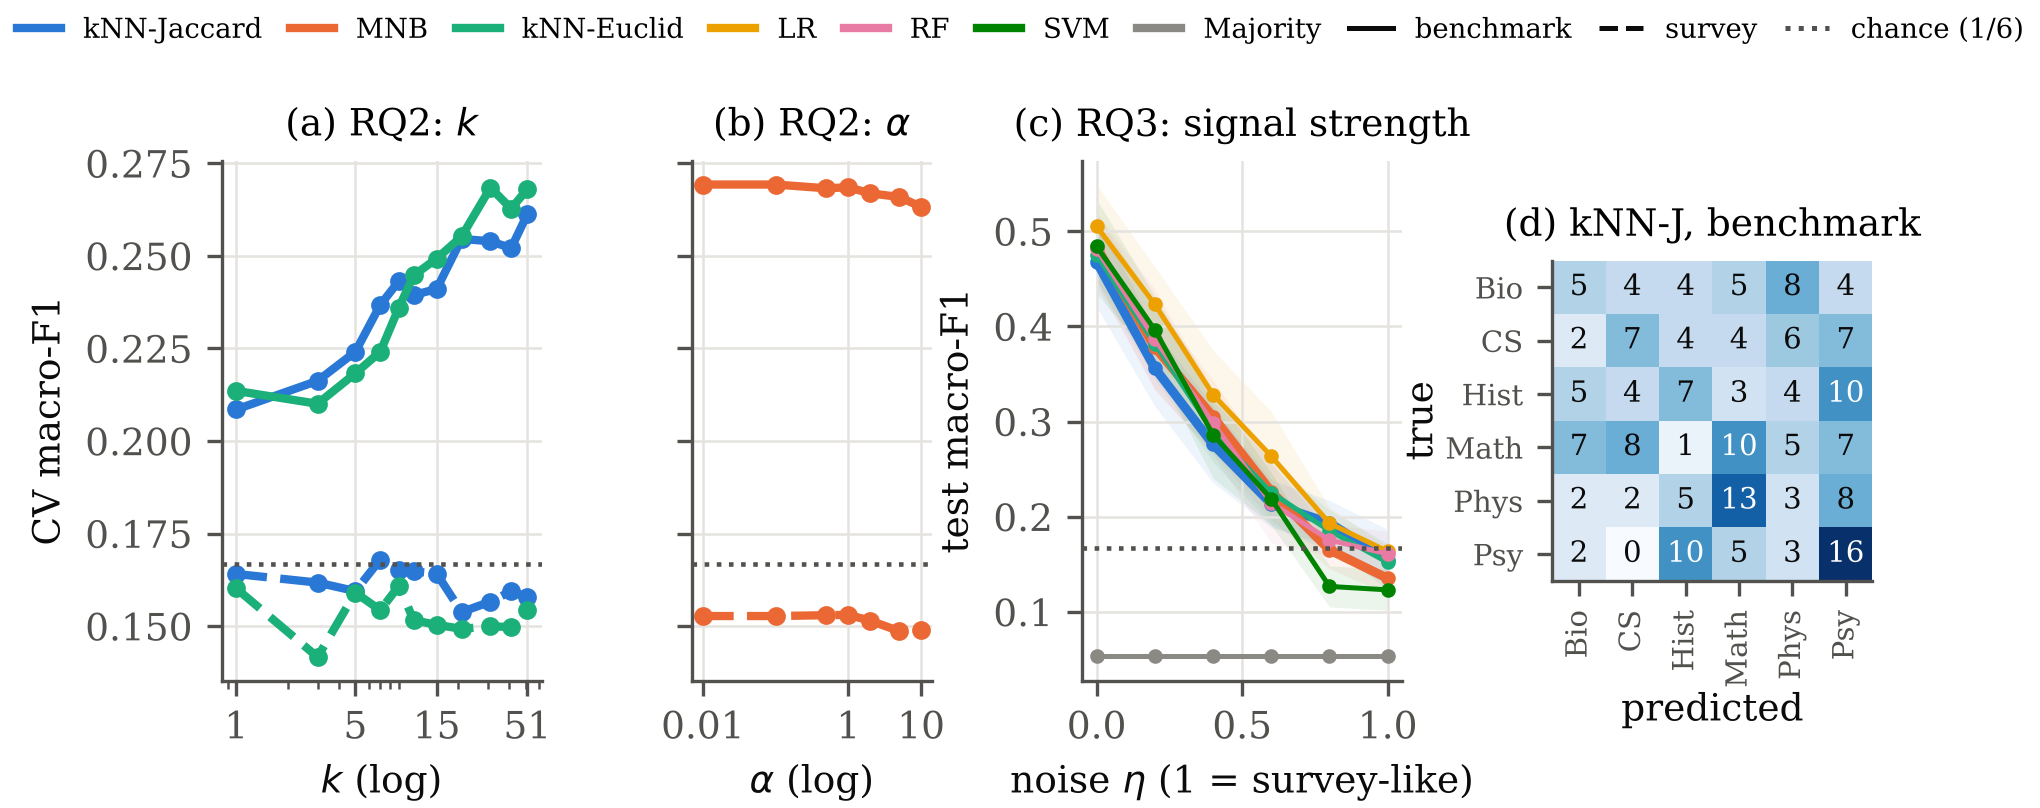 kNN-Jaccard MNB kNN-Euclid LR RF SVM Majority benchmark survey chance (1/6)
(a) RQ2: k
CV macro-F1
0.275
0.250
0.225
0.200
0.175
0.150
1 5 15 51
k (log)
(b) RQ2: α
0.01 1 10
α (log)
(c) RQ3: signal strength
test macro-F1
0.5
0.4
0.3
0.2
0.1
0.0 0.5 1.0
noise η (1 = survey-like)
(d) kNN-J, benchmark
true
Bio 5 4 4 5 8 4
CS 2 7 4 4 6 7
Hist 5 4 7 3 4 10
Math 7 8 1 10 5 7
Phys 2 2 5 13 3 8
Psy 2 0 10 5 3 16
Bio CS Hist Math Phys Psy
predicted